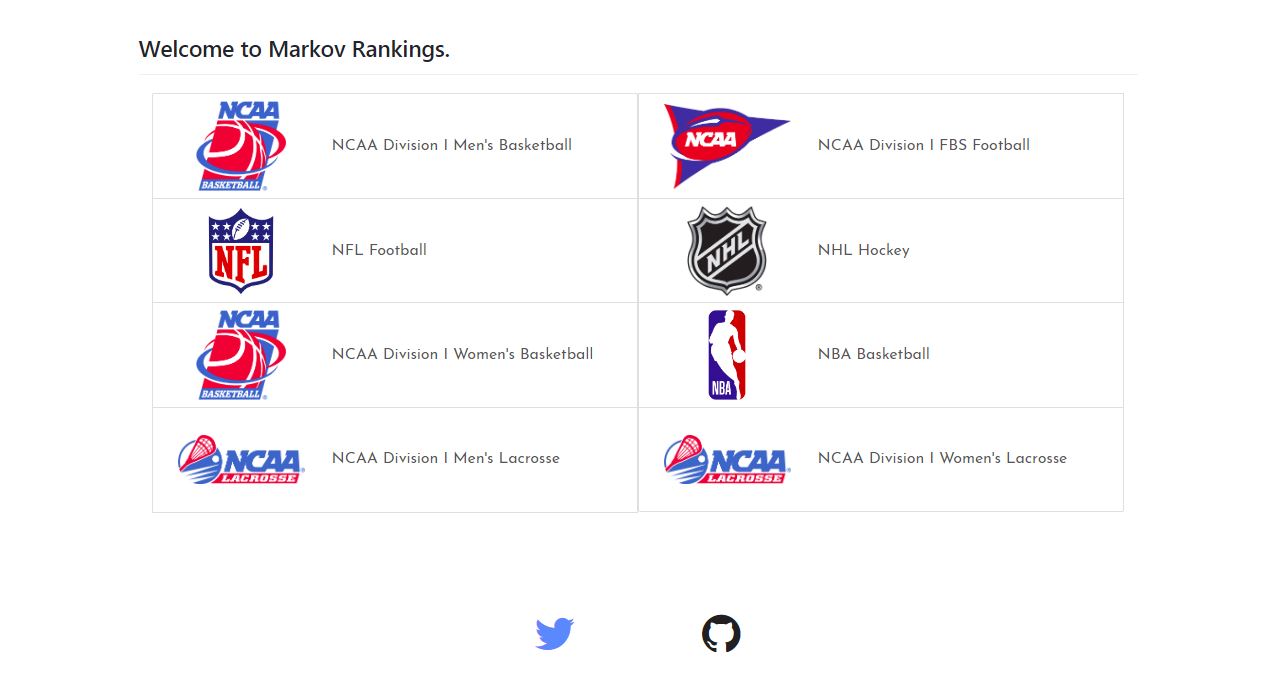 Welcome to Markov Rankings.
NCAA
BASKETBALL
NCAA Division I Men's Basketball
NCAA
NCAA Division I FBS Football
NFL
NFL Football
NHL
NHL Hockey
NCAA
BASKETBALL
NCAA Division I Women's Basketball
NBA
NBA Basketball
NCAA
LACROSSE
NCAA Division I Men's Lacrosse
NCAA
LACROSSE
NCAA Division I Women's Lacrosse